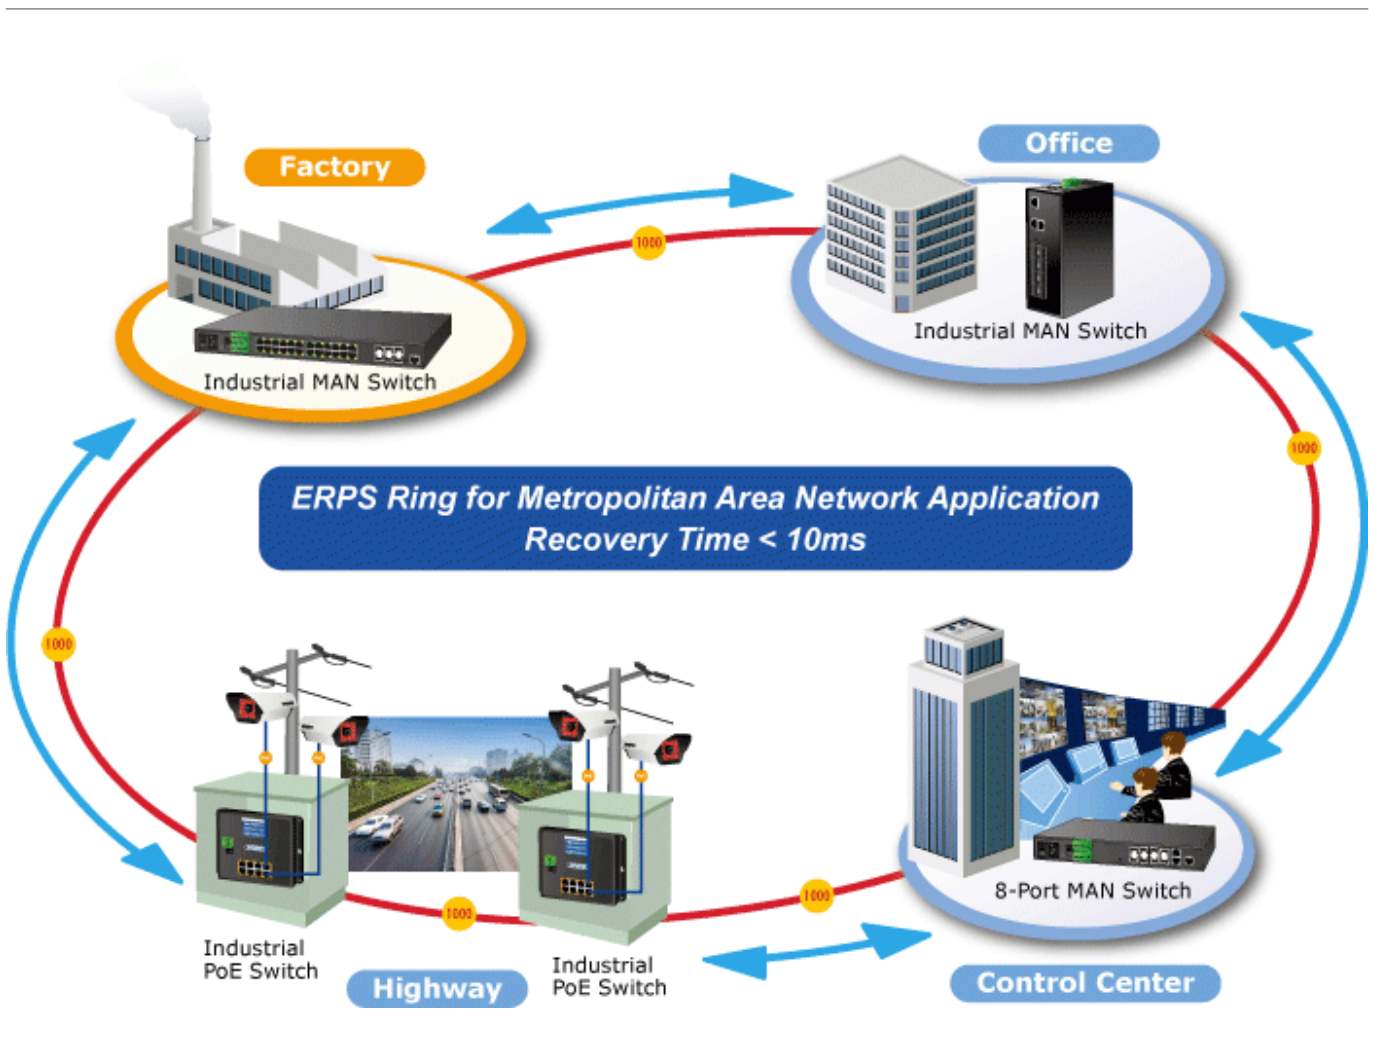 Factory
Office
1000
Industrial MAN Switch
Industrial MAN Switch
1000
ERPS Ring for Metropolitan Area Network Application
Recovery Time < 10ms
1000
8-Port MAN Switch
1000
1000
Industrial
PoE Switch
Industrial
PoE Switch
Highway
Control Center